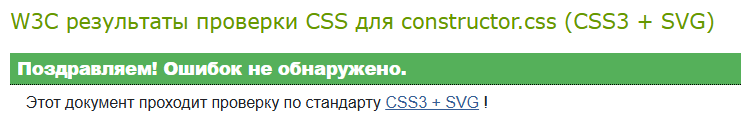 W3C результаты проверки CSS для constructor.css (CSS3 + SVG)
Поздравляем! Ошибок не обнаружено.
Этот документ проходит проверку по стандарту CSS3 + SVG !